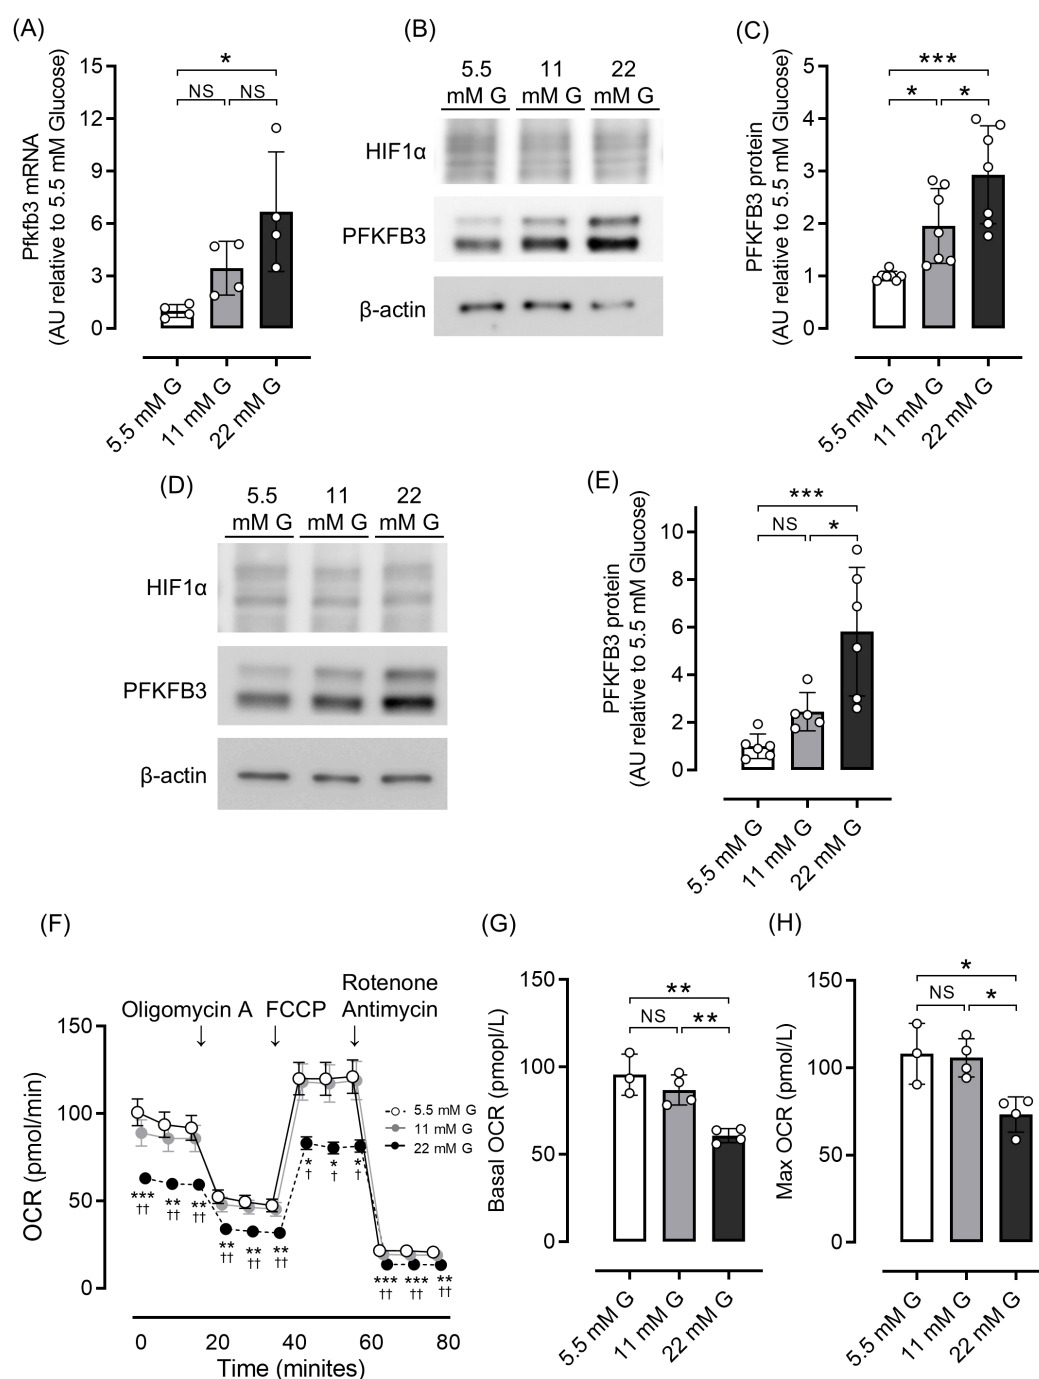 (A)
Pfkfb3 mRNA
(AU relative to 5.5 mM Glucose)
15
12
9
6
3
0
*
NS NS
5.5 mM G
11 mM G
22 mM G
(B)
5.5 11 22
mM G mM G mM G
HIF1α
PFKFB3
β-actin
(C)
PFKFB3 protein
(AU relative to 5.5 mM Glucose)
5
4
3
2
1
0
***
* *
5.5 mM G
11 mM G
22 mM G
(D)
5.5 11 22
mM G mM G mM G
HIF1α
PFKFB3
β-actin
(E)
PFKFB3 protein
(AU relative to 5.5 mM Glucose)
10
8
6
4
2
0
***
NS *
5.5 mM G
11 mM G
22 mM G
(F)
OCR (pmol/min)
150
100
50
0
Oligomycin A ↓
FCCP ↓
Rotenone
Antimycin ↓
5.5 mM G
11 mM G
22 mM G
*** ** **
†† †† ††
** ** **
†† †† ††
* * *
† † †
*** *** **
†† †† ††
0 20 40 60 80
Time (minites)
(G)
Basal OCR (pmopl/L)
150
100
50
0
**
NS **
5.5 mM G
11 mM G
22 mM G
(H)
Max OCR (pmol/L)
150
100
50
0
*
NS *
5.5 mM G
11 mM G
22 mM G